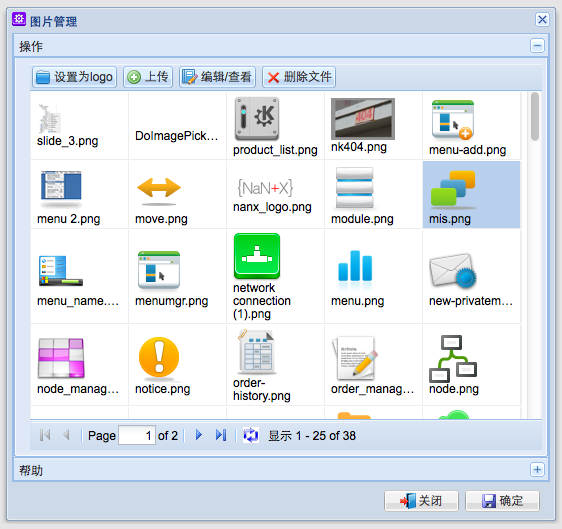 图片管理
操作
设置为logo 上传 编辑/查看 删除文件
slide_3.png DoImagePick... product_list.png nk404.png menu-add.png
404
menu 2.png move.png nanx_logo.png module.png mis.png
{NaN+X}
menu_name.... menumgr.png network connection (1).png menu.png new-privatem...
node_manag... notice.png order-history.png order_manag... node.png
Page 1 of 2 显示 1 - 25 of 38
帮助
关闭 确定